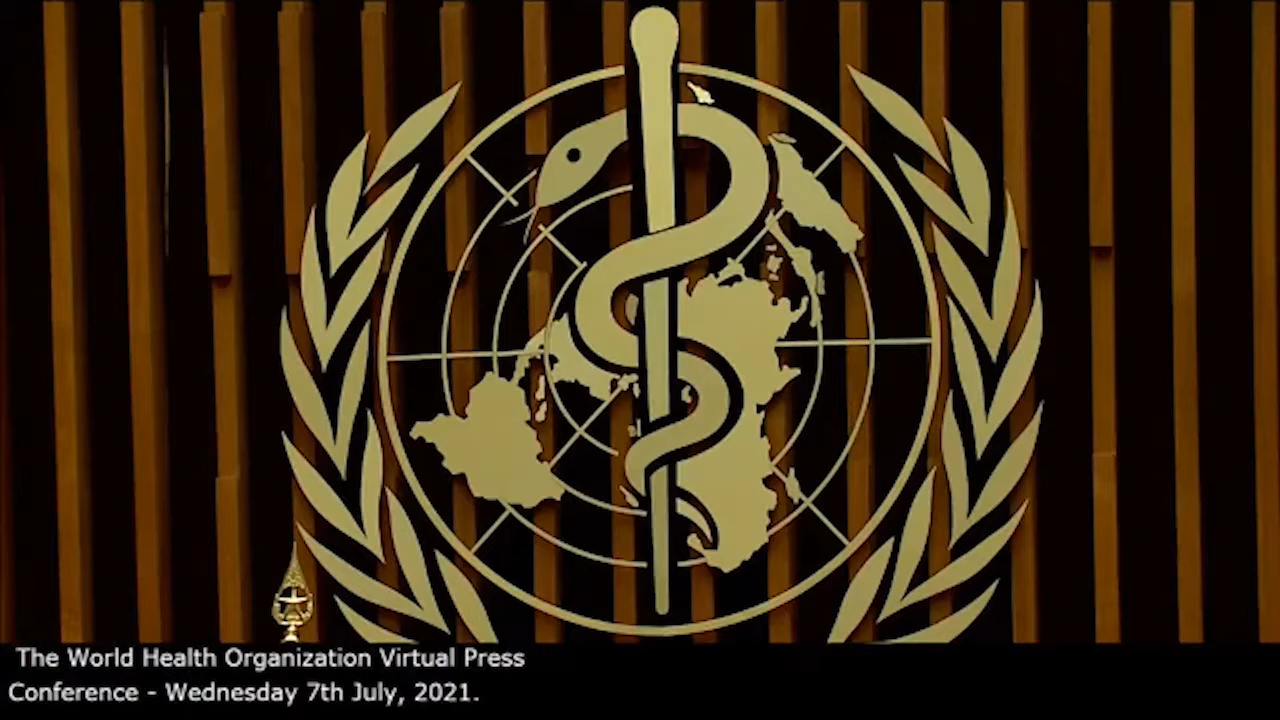 The World Health Organization Virtual Press
Conference - Wednesday 7th July, 2021.